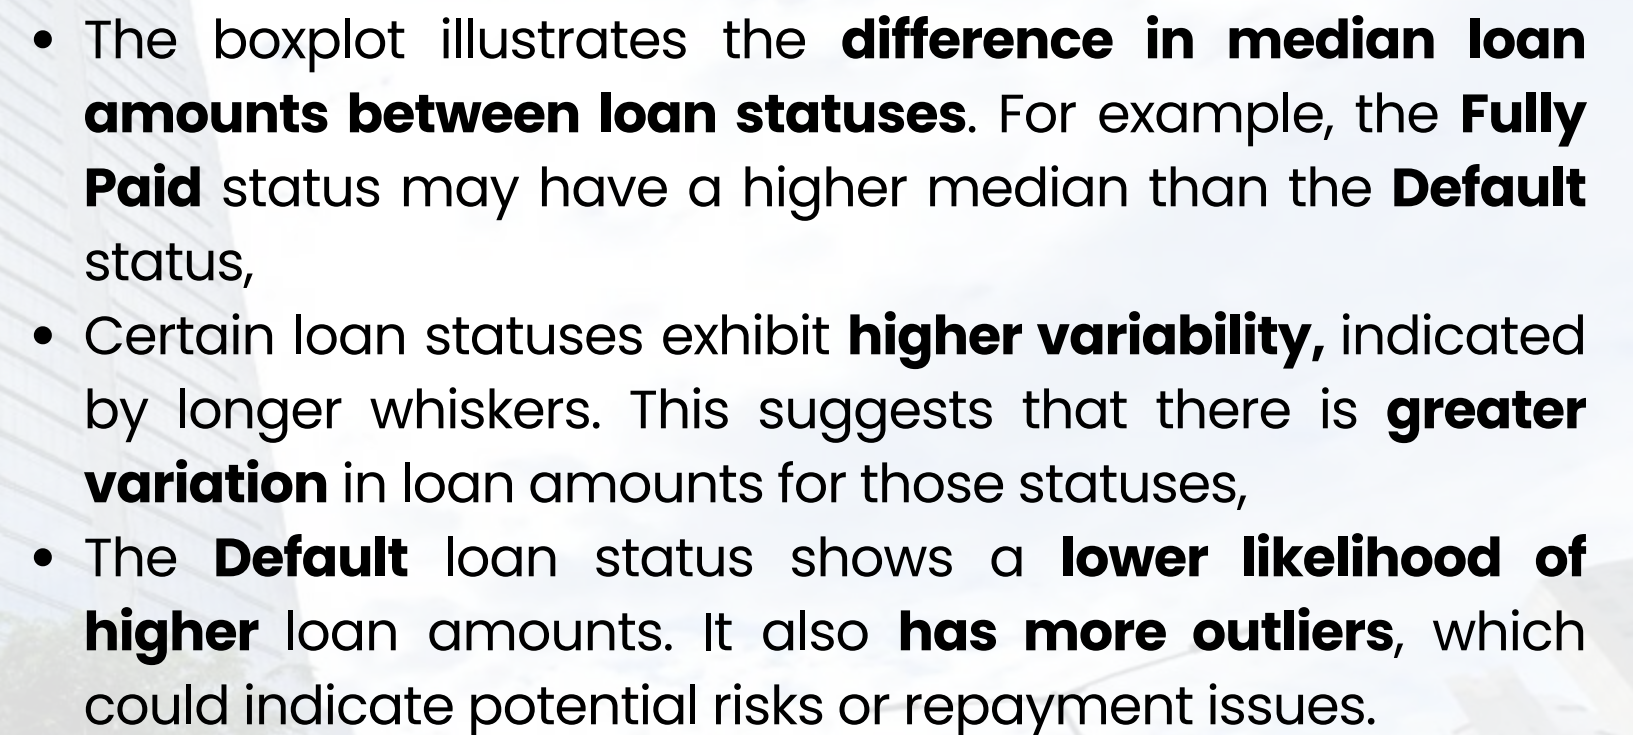 • The boxplot illustrates the difference in median loan
amounts between loan statuses. For example, the Fully
Paid status may have a higher median than the Default
status,
• Certain loan statuses exhibit higher variability, indicated
by longer whiskers. This suggests that there is greater
variation in loan amounts for those statuses,
• The Default loan status shows a lower likelihood of
higher loan amounts. It also has more outliers, which
could indicate potential risks or repayment issues.